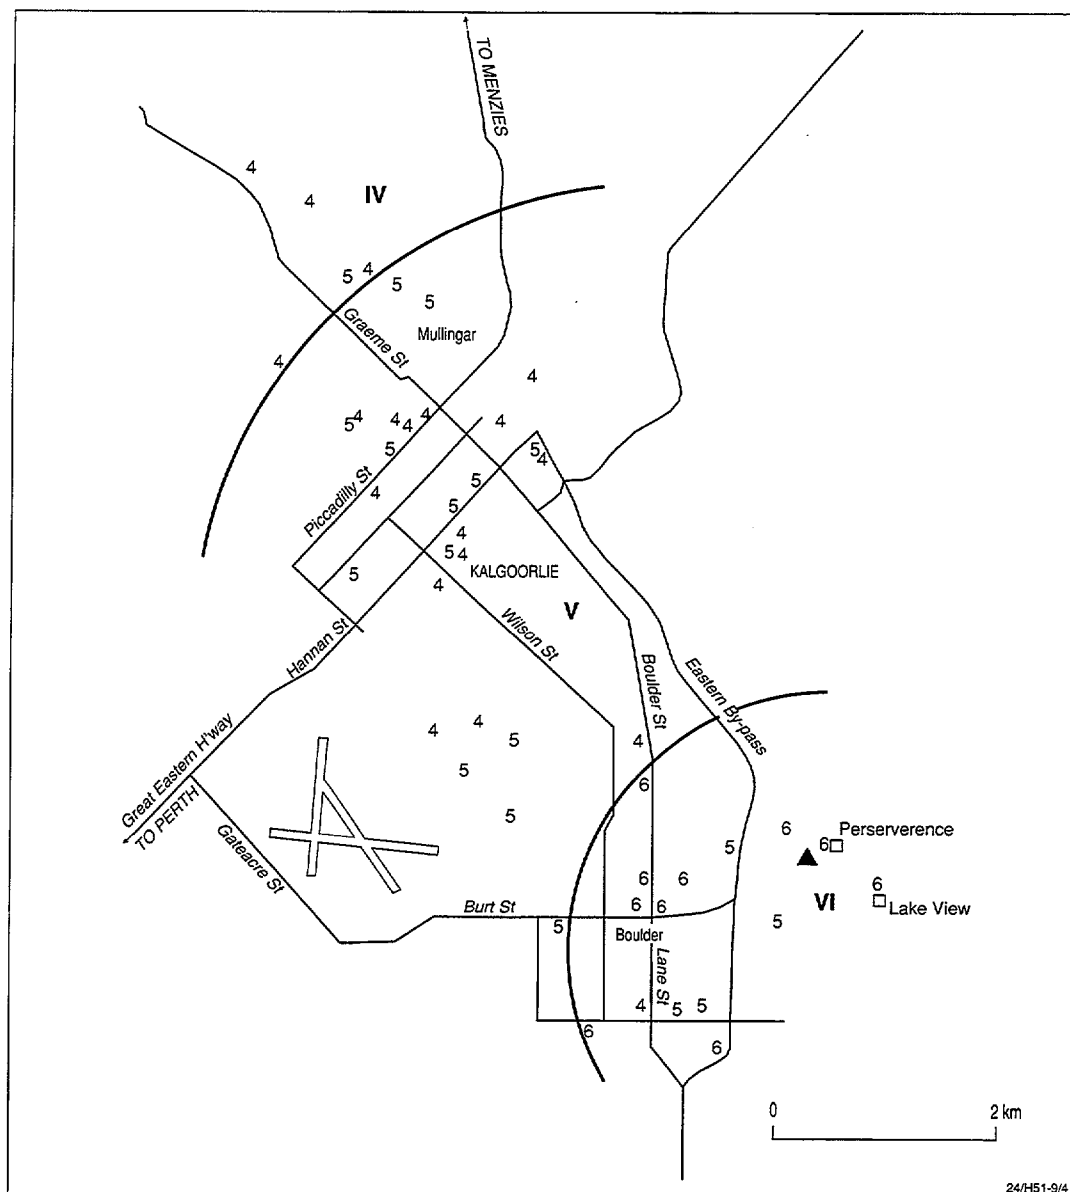 TO MENZIES
4
4
IV
5 4 5
5
Graeme St
Mullingar
4
4
5 4 4 4 4
4
5
5 4
Piccadilly St
4
5
5
4
5 4
KALGOORLIE
5
4
V
Wilson St
Hannan St
Boulder St
Eastern By-pass
4 4 5
4
5
6
Great Eastern H'way
TO PERTH
5
6
6 Perserverence
5
Gateacre St
6 6
6
VI
Lake View
Burt St
6 6
5
5
Boulder
Lane St
4 5 5
6
6
0 2 km
24/H51-9/4